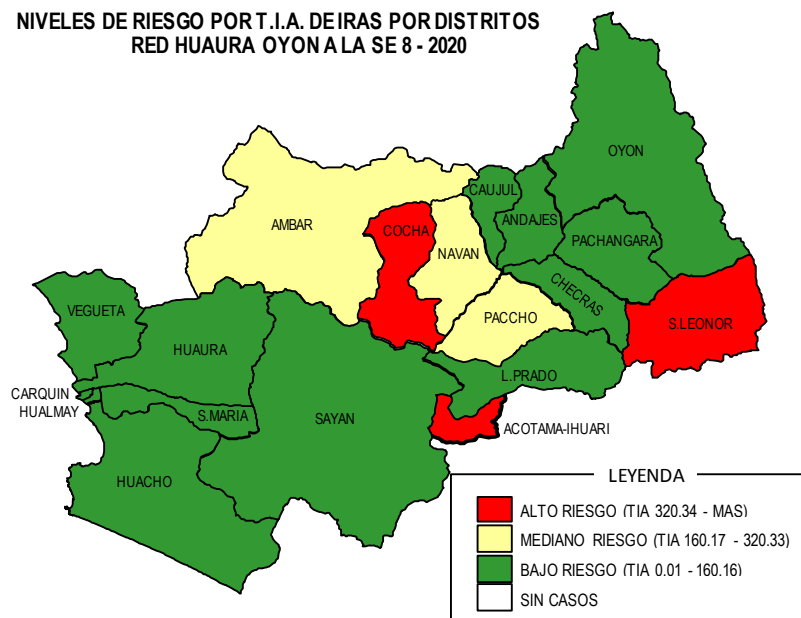 NIVELES DE RIESGO POR T.I.A. DE IRAS POR DISTRITOS
RED HUAURA OYON A LA SE 8 - 2020
OYON
CAUJUL
ANDAJES
AMBAR
COCHA
NAVAN
PACHANGARA
CHECRAS
VEGUETA
PACCHO
S.LEONOR
HUAURA
L.PRADO
CARQUIN
HUALMAY
S.MARIA
SAYAN
ACOTAMA-IHUARI
HUACHO
LEYENDA
ALTO RIESGO (TIA 320.34 - MAS)
MEDIANO RIESGO (TIA 160.17 - 320.33)
BAJO RIESGO (TIA 0.01 - 160.16)
SIN CASOS